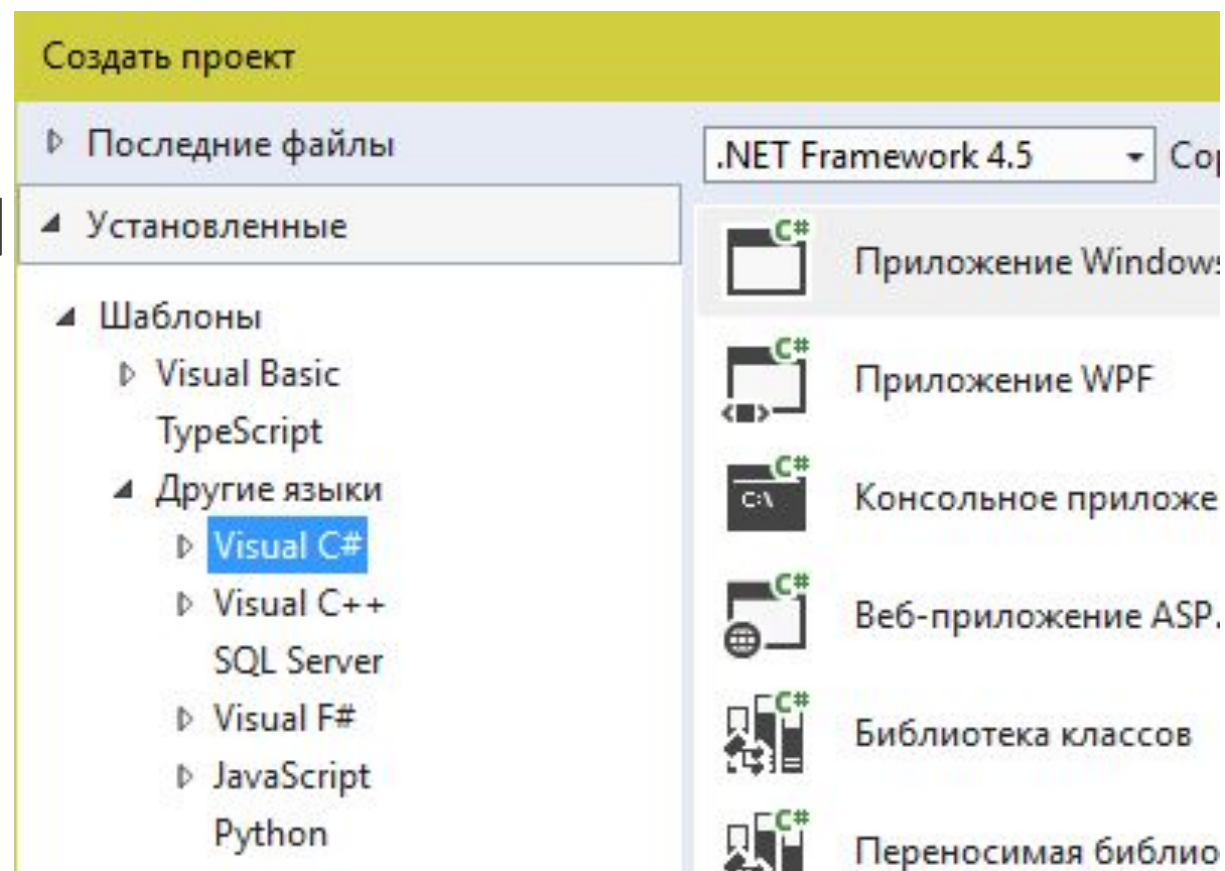 Создать проект
Последние файлы
Установленные
Шаблоны
Visual Basic
TypeScript
Другие языки
Visual C#
Visual C++
SQL Server
Visual F#
JavaScript
Python
.NET Framework 4.5
C# Приложение Windows
C# Приложение WPF
C# C:\ Консольное приложе
C# Веб-приложение ASP.
C# Библиотека классов
C# Переносимая библио